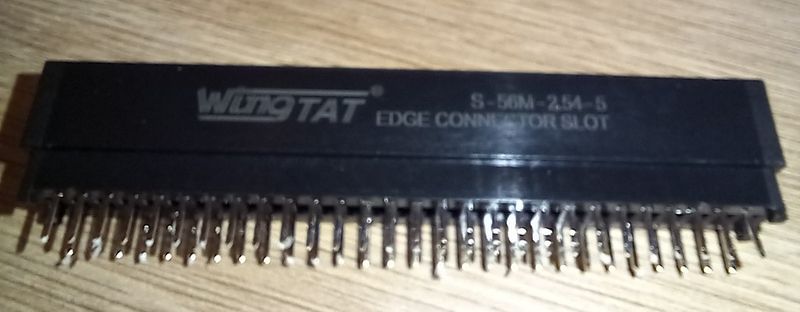 WingTAT®
S-56M-2.54-5
EDGE CONNECTOR SLOT